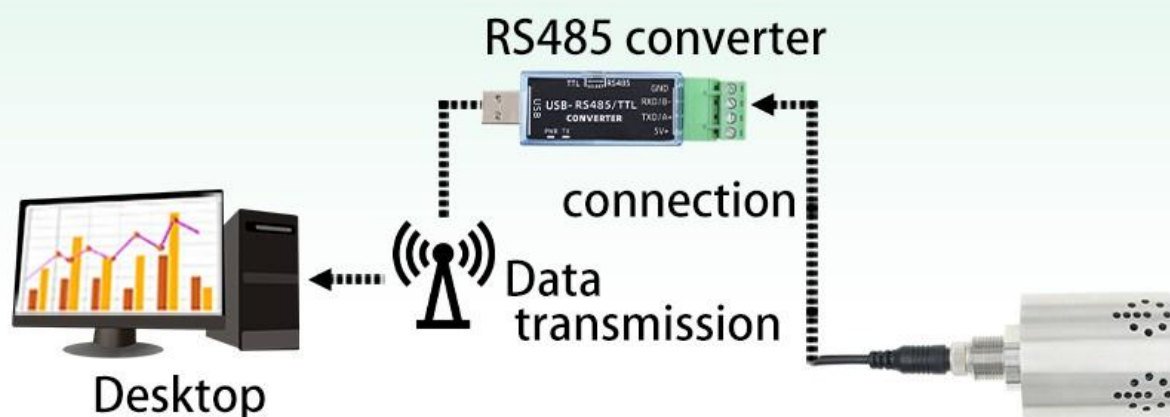 RS485 converter
TTL RS485
USB
USB-RS485/TTL
CONVERTER
PWR TX
GND
RXD/B-
TXD/A+
5V+
connection
Data
transmission
Desktop